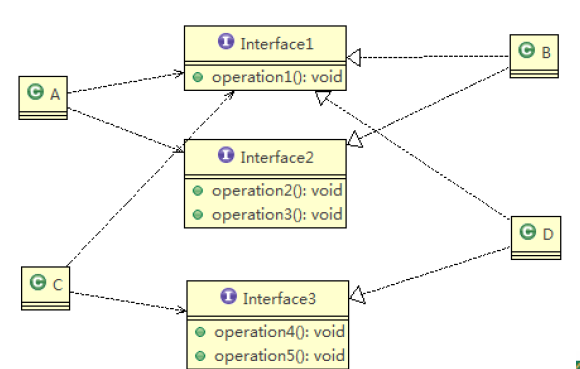 Interface1
operation1(): void
B
A
Interface2
operation2(): void
operation3(): void
D
C
Interface3
operation4(): void
operation5(): void